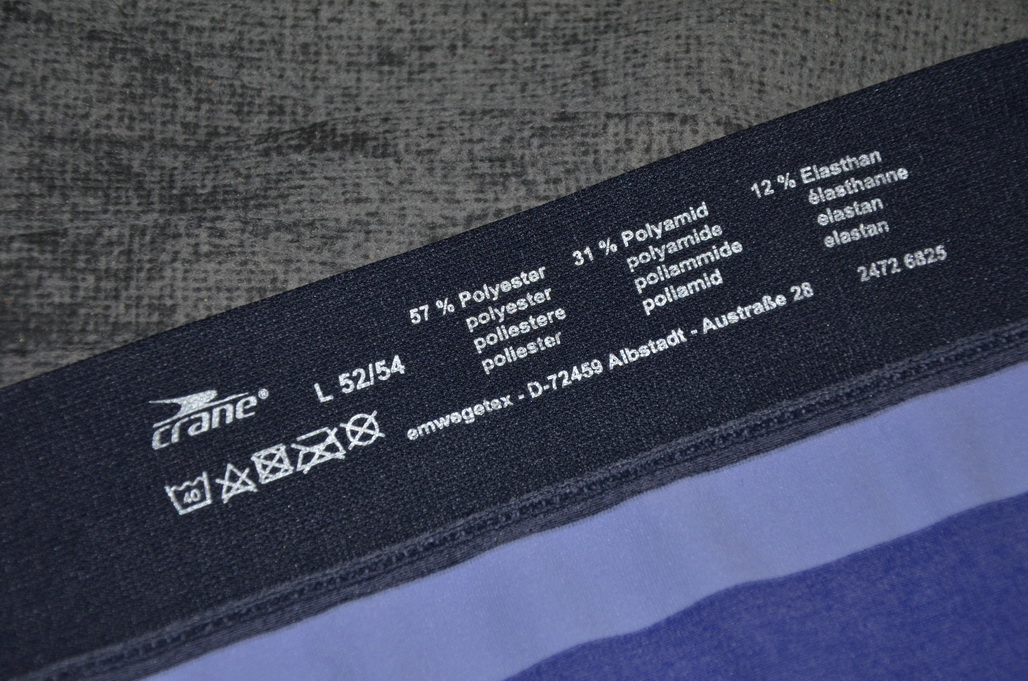 crane®
L 52/54
57 % Polyester
polyester
poliestere
poliester
31 % Polyamid
polyamide
poliammide
poliamid
12 % Elasthan
élasthanne
elastan
elastan
40
emwegetex - D-72459 Albstadt - Austraße 28
2472 6825